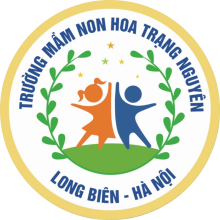 TRƯỜNG MẦM NON HOA TRẠNG NGUYÊN
LONG BIÊN - HÀ NỘI